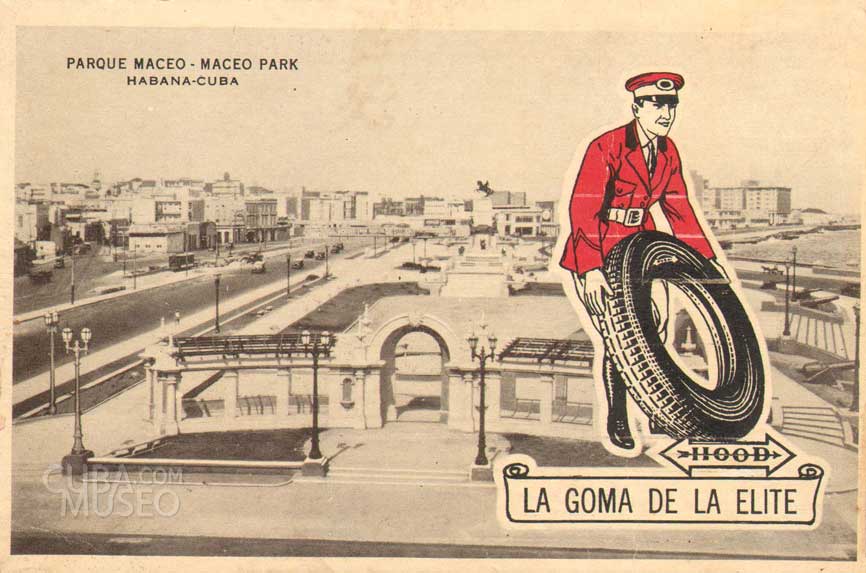 PARQUE MACEO - MACEO PARK
HABANA-CUBA
HOOD
LA GOMA DE LA ELITE
CUBA.COM
MUSEO